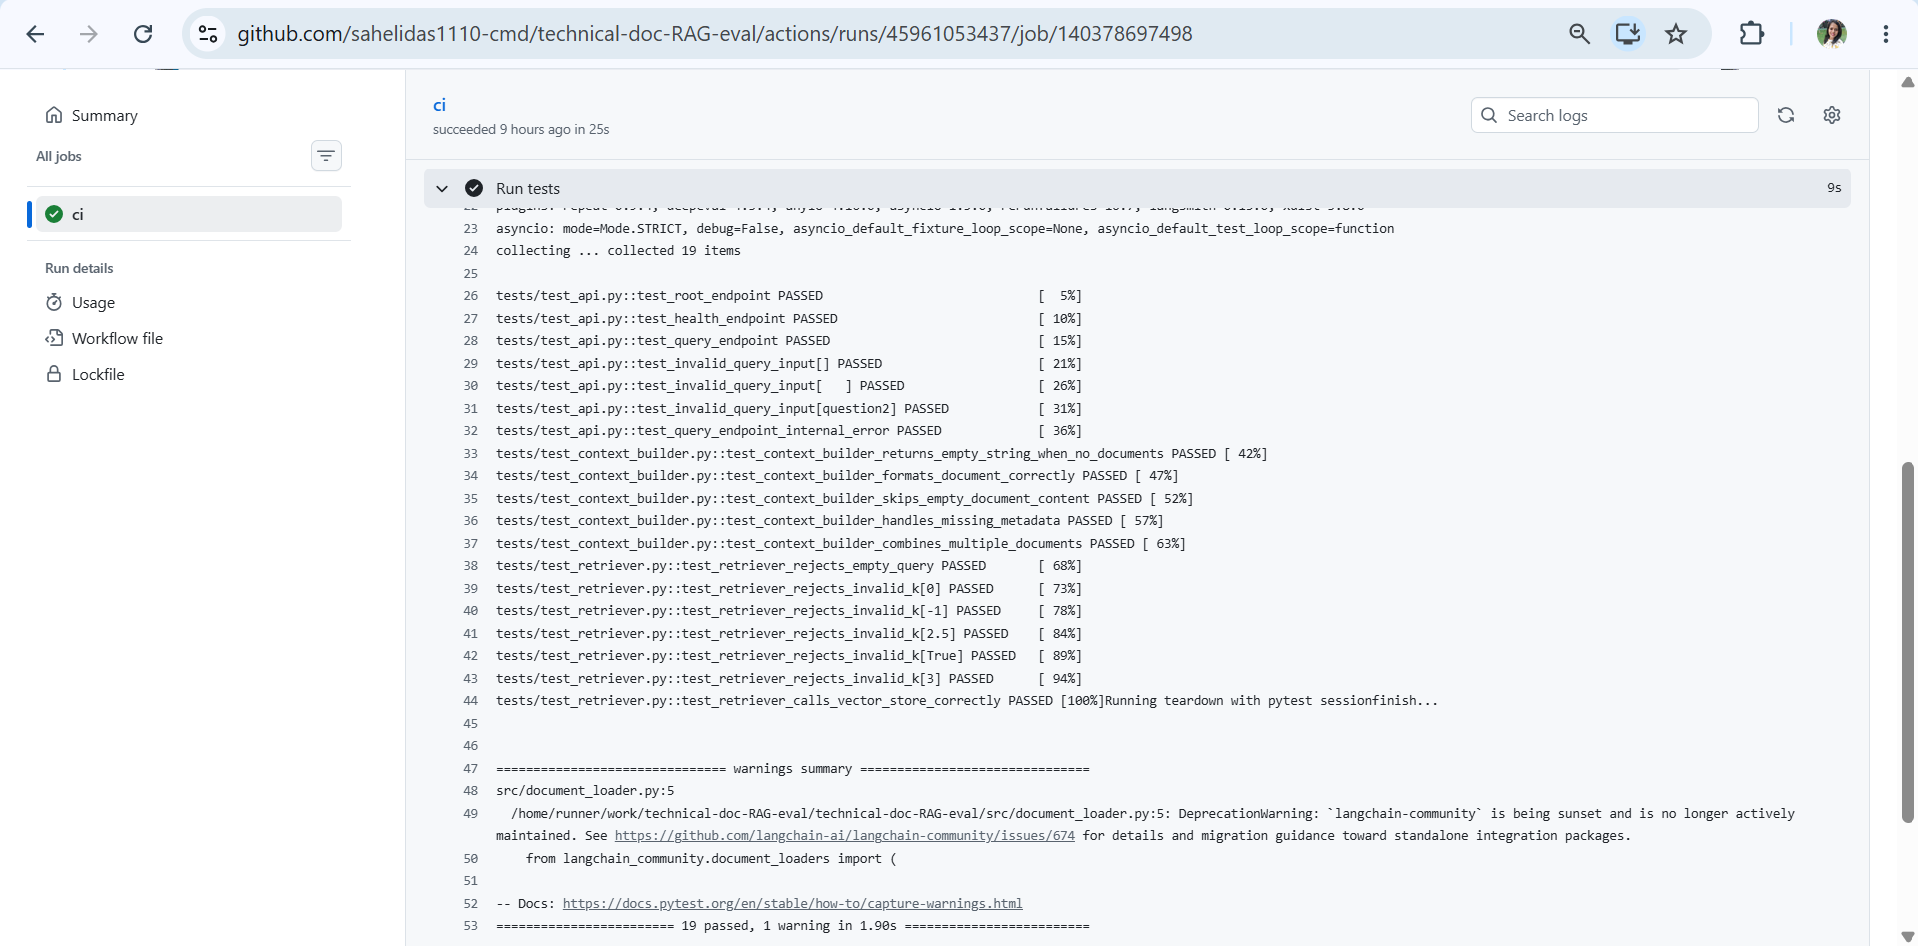 github.com/sahelidas1110-cmd/technical-doc-RAG-eval/actions/runs/45961053437/job/140378697498
Summary
All jobs
ci
Run details
Usage
Workflow file
Lockfile
ci
succeeded 9 hours ago in 25s
Search logs
Run tests
9s
23 asyncio: mode=Mode.STRICT, debug=False, asyncio_default_fixture_loop_scope=None, asyncio_default_test_loop_scope=function
24 collecting ... collected 19 items
25
26 tests/test_api.py::test_root_endpoint PASSED [  5%]
27 tests/test_api.py::test_health_endpoint PASSED [ 10%]
28 tests/test_api.py::test_query_endpoint PASSED [ 15%]
29 tests/test_api.py::test_invalid_query_input[] PASSED [ 21%]
30 tests/test_api.py::test_invalid_query_input[   ] PASSED [ 26%]
31 tests/test_api.py::test_invalid_query_input[question2] PASSED [ 31%]
32 tests/test_api.py::test_query_endpoint_internal_error PASSED [ 36%]
33 tests/test_context_builder.py::test_context_builder_returns_empty_string_when_no_documents PASSED [ 42%]
34 tests/test_context_builder.py::test_context_builder_formats_document_correctly PASSED [ 47%]
35 tests/test_context_builder.py::test_context_builder_skips_empty_document_content PASSED [ 52%]
36 tests/test_context_builder.py::test_context_builder_handles_missing_metadata PASSED [ 57%]
37 tests/test_context_builder.py::test_context_builder_combines_multiple_documents PASSED [ 63%]
38 tests/test_retriever.py::test_retriever_rejects_empty_query PASSED [ 68%]
39 tests/test_retriever.py::test_retriever_rejects_invalid_k[0] PASSED [ 73%]
40 tests/test_retriever.py::test_retriever_rejects_invalid_k[-1] PASSED [ 78%]
41 tests/test_retriever.py::test_retriever_rejects_invalid_k[2.5] PASSED [ 84%]
42 tests/test_retriever.py::test_retriever_rejects_invalid_k[True] PASSED [ 89%]
43 tests/test_retriever.py::test_retriever_rejects_invalid_k[3] PASSED [ 94%]
44 tests/test_retriever.py::test_retriever_calls_vector_store_correctly PASSED [100%]Running teardown with pytest sessionfinish...
45
46
47 =============================== warnings summary ===============================
48 src/document_loader.py:5
49 /home/runner/work/technical-doc-RAG-eval/technical-doc-RAG-eval/src/document_loader.py:5: DeprecationWarning: `langchain-community` is being sunset and is no longer actively
maintained. See https://github.com/langchain-ai/langchain-community/issues/674 for details and migration guidance toward standalone integration packages.
50 from langchain_community.document_loaders import (
51
52 -- Docs: https://docs.pytest.org/en/stable/how-to/capture-warnings.html
53 ======================== 19 passed, 1 warning in 1.90s =========================